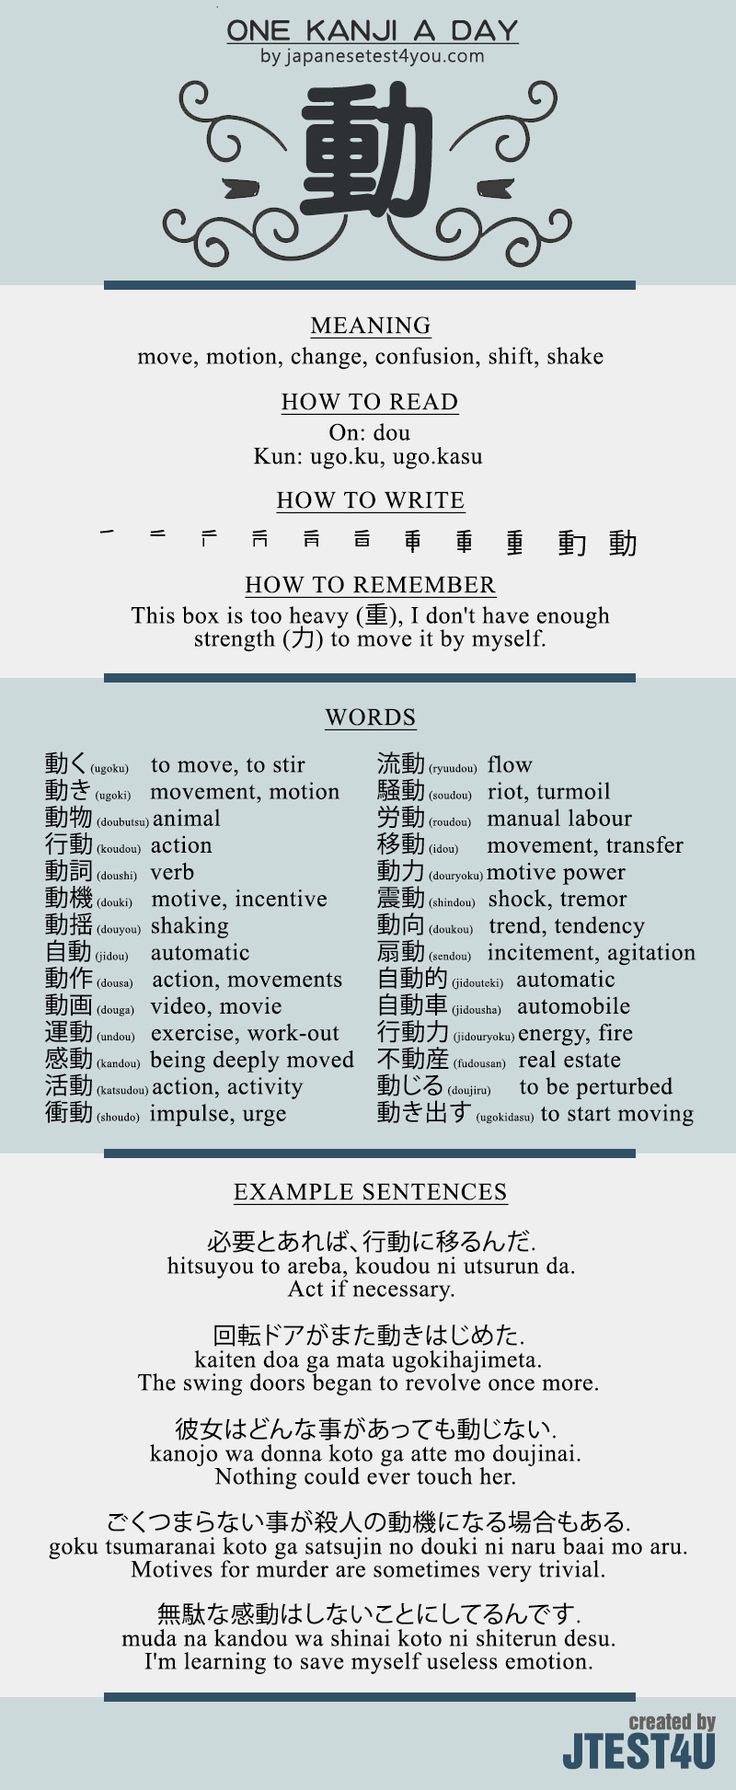 ONE KANJI A DAY
by japanesetest4you.com
動
MEANING
move, motion, change, confusion, shift, shake
HOW TO READ
On: dou
Kun: ugo.ku, ugo.kasu
HOW TO WRITE
動
HOW TO REMEMBER
This box is too heavy (重), I don't have enough
strength (力) to move it by myself.
WORDS
動く (ugoku) to move, to stir
動き (ugoki) movement, motion
動物 (doubutsu) animal
行動 (koudou) action
動詞 (doushi) verb
動機 (douki) motive, incentive
動揺 (douyou) shaking
自動 (jidou) automatic
動作 (dousa) action, movements
動画 (douga) video, movie
運動 (undou) exercise, work-out
感動 (kandou) being deeply moved
活動 (katsudou) action, activity
衝動 (shoudo) impulse, urge
流動 (ryuudou) flow
騒動 (soudou) riot, turmoil
労動 (roudou) manual labour
移動 (idou) movement, transfer
動力 (douryoku) motive power
震動 (shindou) shock, tremor
動向 (doukou) trend, tendency
扇動 (sendou) incitement, agitation
自動的 (jidouteki) automatic
自動車 (jidousha) automobile
行動力 (jidouryoku) energy, fire
不動産 (fudousan) real estate
動じる (doujiru) to be perturbed
動き出す (ugokidasu) to start moving
EXAMPLE SENTENCES
必要とあれば、行動に移るんだ.
hitsuyou to areba, koudou ni utsurun da.
Act if necessary.
回転ドアがまた動きはじめた.
kaiten doa ga mata ugokihajimeta.
The swing doors began to revolve once more.
彼女はどんな事があっても動じない.
kanojo wa donna koto ga atte mo doujinai.
Nothing could ever touch her.
ごくつまらない事が殺人の動機になる場合もある.
goku tsumaranai koto ga satsujin no douki ni naru baai mo aru.
Motives for murder are sometimes very trivial.
無駄な感動はしないことにしてるんです.
muda na kandou wa shinai koto ni shiterun desu.
I'm learning to save myself useless emotion.
created by
JTEST4U